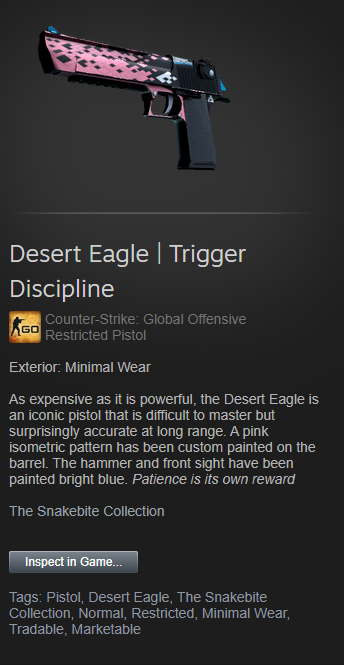 Desert Eagle | Trigger
Discipline
GO
Counter-Strike: Global Offensive
Restricted Pistol
Exterior: Minimal Wear
As expensive as it is powerful, the Desert Eagle is
an iconic pistol that is difficult to master but
surprisingly accurate at long range. A pink
isometric pattern has been custom painted on the
barrel. The hammer and front sight have been
painted bright blue. Patience is its own reward
The Snakebite Collection
Inspect in Game...
Tags: Pistol, Desert Eagle, The Snakebite
Collection, Normal, Restricted, Minimal Wear,
Tradable, Marketable